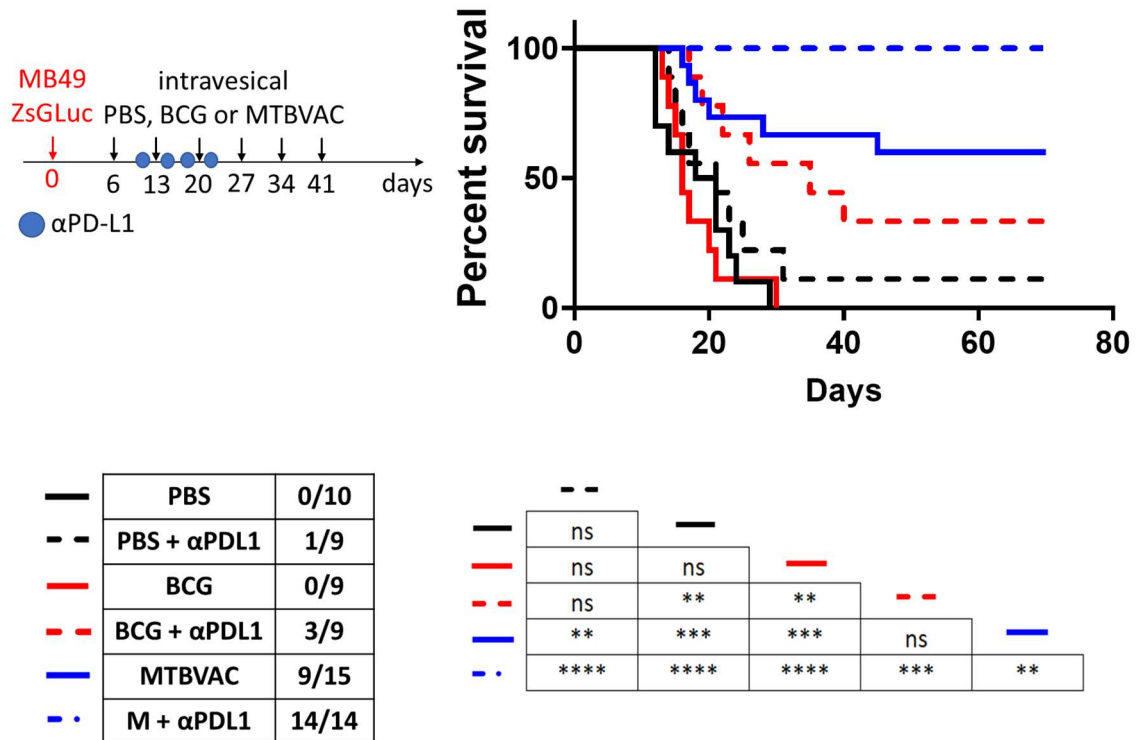 MB49
ZsGLuc
intravesical
PBS, BCG or MTBVAC
0 6 13 20 27 34 41 days
αPD-L1
Percent survival
100
50
0
0 20 40 60 80
Days
PBS 0/10
PBS + αPDL1 1/9
BCG 0/9
BCG + αPDL1 3/9
MTBVAC 9/15
M + αPDL1 14/14
ns
ns ns
ns ** **
** *** *** ns
**** **** **** *** **